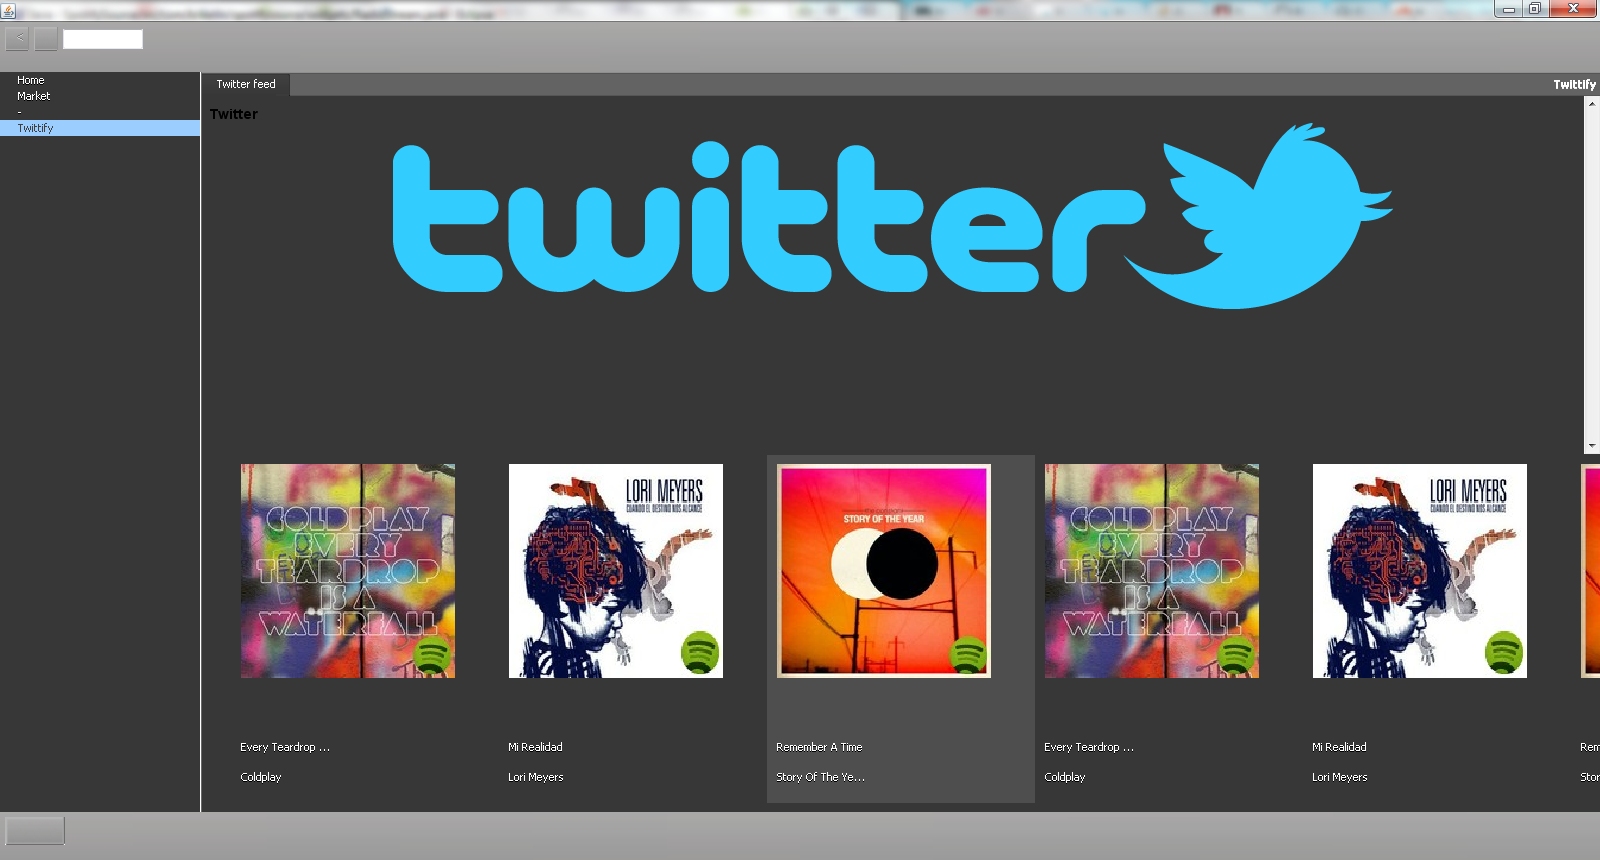 <
Home
Market
-
Twittify
Twitter feed
Twittify
Twitter
twitter
COLDPLAY
EVERY
TEARDROP
IS A
WATERFALL
LORI MEYERS
CUANDO EL DESTINO NOS ALCANCE
STORY OF THE YEAR
COLDPLAY
EVERY
TEARDROP
IS A
WATERFALL
LORI MEYERS
CUANDO EL DESTINO NOS ALCANCE
Every Teardrop ...
Mi Realidad
Remember A Time
Every Teardrop ...
Mi Realidad
Rem
Coldplay
Lori Meyers
Story Of The Ye...
Coldplay
Lori Meyers
Stor